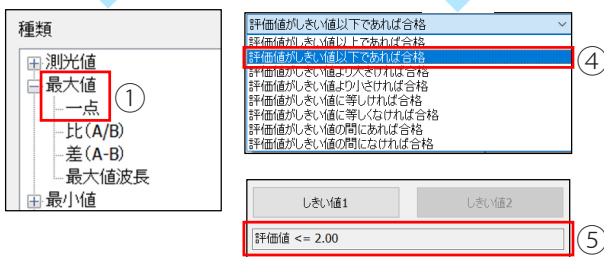 種類
測光値
最大値
一点
比(A/B)
差(A-B)
最大値波長
最小値
①
評価値がしきい値以下であれば合格
評価値がしきい値以上であれば合格
評価値がしきい値以下であれば合格
評価値がしきい値より大きければ合格
評価値がしきい値より小さければ合格
評価値がしきい値に等しければ合格
評価値がしきい値に等しくなければ合格
評価値がしきい値の間にあれば合格
評価値がしきい値の間になければ合格
④
しきい値1
しきい値2
評価値 <= 2.00
⑤